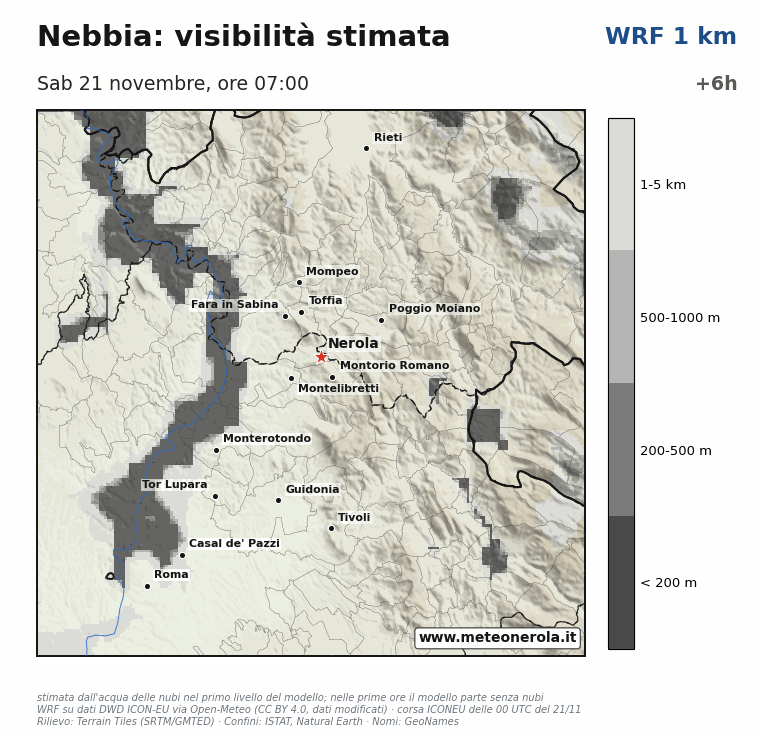 Nebbia: visibilità stimata
WRF 1 km
Sab 21 novembre, ore 07:00
+6h
Rieti
1-5 km
Mompeo
Fara in Sabina
Toffia
Poggio Moiano
500-1000 m
Nerola
Montorio Romano
Montelibretti
Monterotondo
200-500 m
Tor Lupara
Guidonia
Tivoli
Casal de' Pazzi
Roma
< 200 m
www.meteonerola.it
stimata dall'acqua delle nubi nel primo livello del modello; nelle prime ore il modello parte senza nubi
WRF su dati DWD ICON-EU via Open-Meteo (CC BY 4.0, dati modificati) · corsa ICONEU delle 00 UTC del 21/11
Rilievo: Terrain Tiles (SRTM/GMTED) · Confini: ISTAT, Natural Earth · Nomi: GeoNames